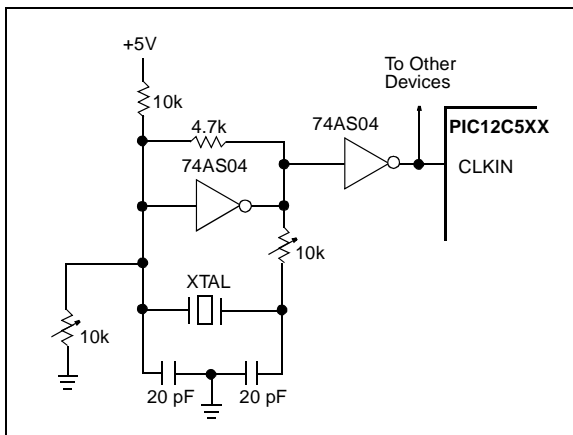 +5V
To Other
Devices
10k
4.7k
74AS04
PIC12C5XX
74AS04
CLKIN
10k
XTAL
10k
20 pF
20 pF